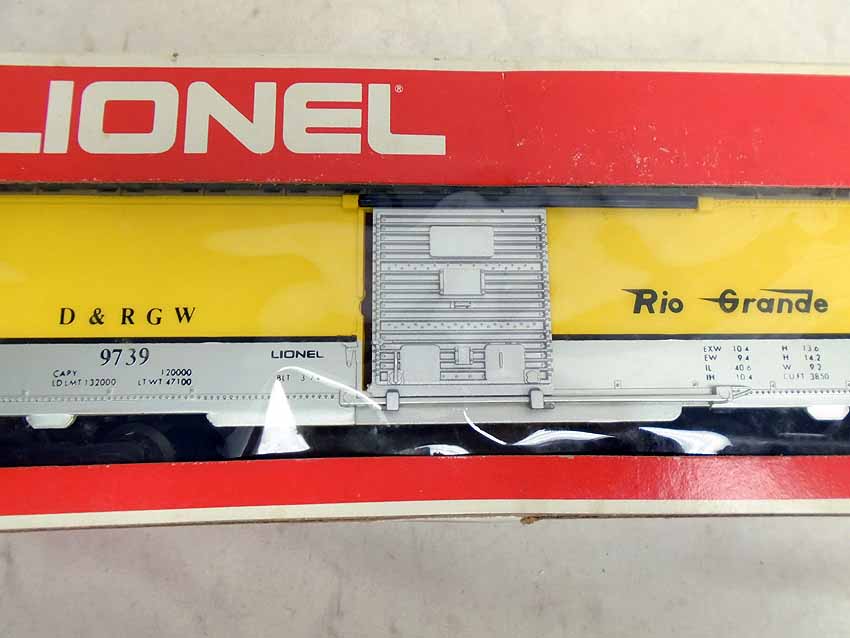 LIONEL®
D & R G W
Rio Grande
9739
LIONEL
CAPY 120000
LD LMT 132000 LT WT 47100
BLT
EXW 10.4 H 13.6
EW 9.4 H 14.2
IL 40.6 W 9.2
IH 10.4 CU FT 3850